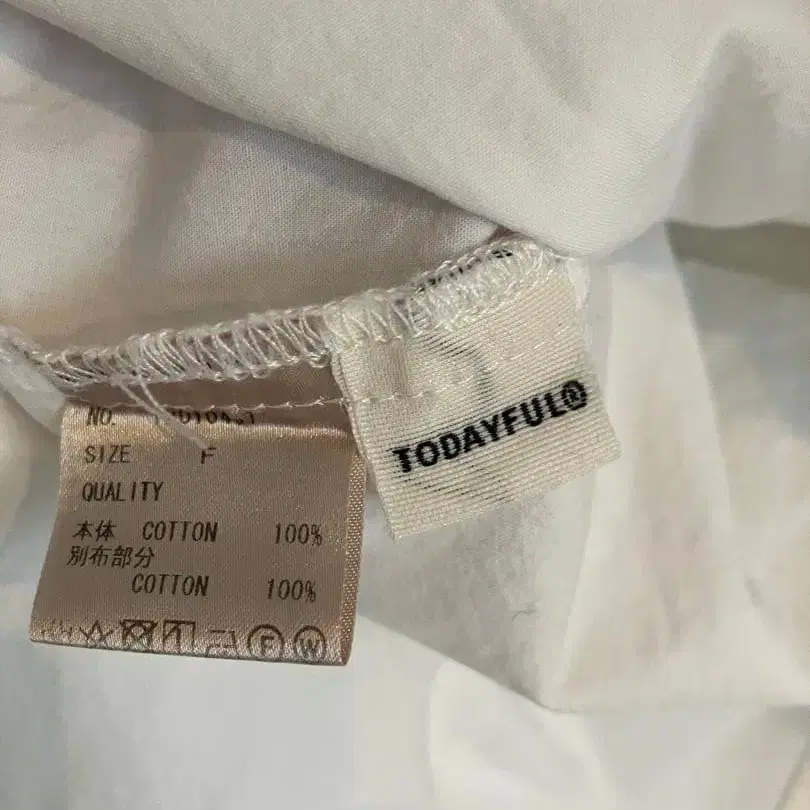 NO.
SIZE F
QUALITY
本体 COTTON 100%
別布部分
COTTON 100%
F W
TODAYFUL®